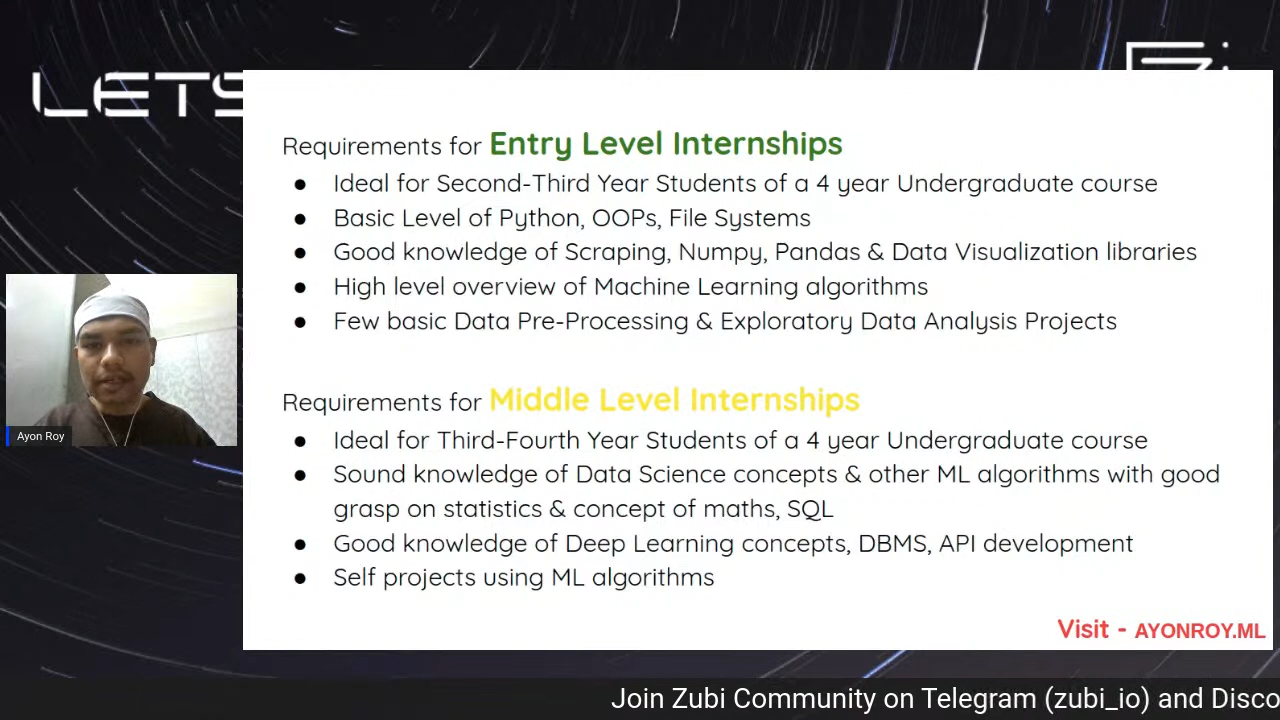 LETS
Requirements for Entry Level Internships
● Ideal for Second-Third Year Students of a 4 year Undergraduate course
● Basic Level of Python, OOPs, File Systems
● Good knowledge of Scraping, Numpy, Pandas & Data Visualization libraries
● High level overview of Machine Learning algorithms
● Few basic Data Pre-Processing & Exploratory Data Analysis Projects
Requirements for Middle Level Internships
● Ideal for Third-Fourth Year Students of a 4 year Undergraduate course
● Sound knowledge of Data Science concepts & other ML algorithms with good
grasp on statistics & concept of maths, SQL
● Good knowledge of Deep Learning concepts, DBMS, API development
● Self projects using ML algorithms
Ayon Roy
Visit - AYONROY.ML
Join Zubi Community on Telegram (zubi_io) and Disco